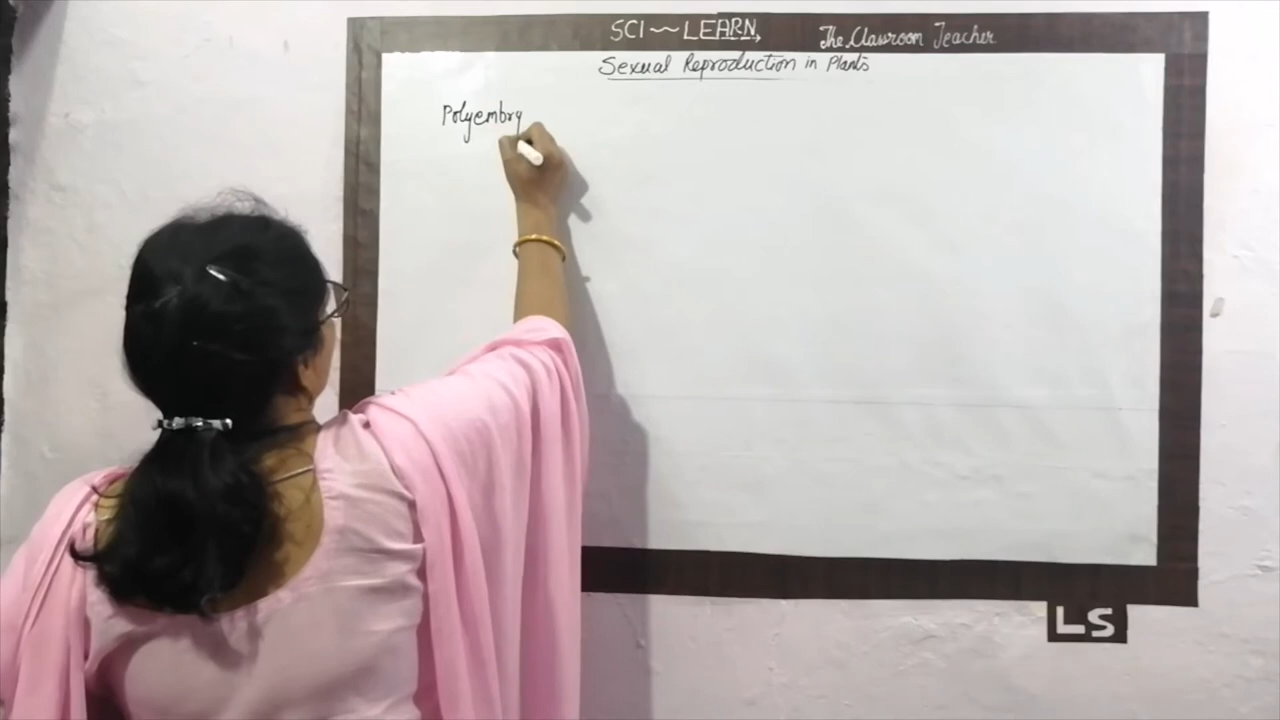 SCI~LEARN The Classroom Teacher
Sexual Reproduction in Plants
Polyembry
LS